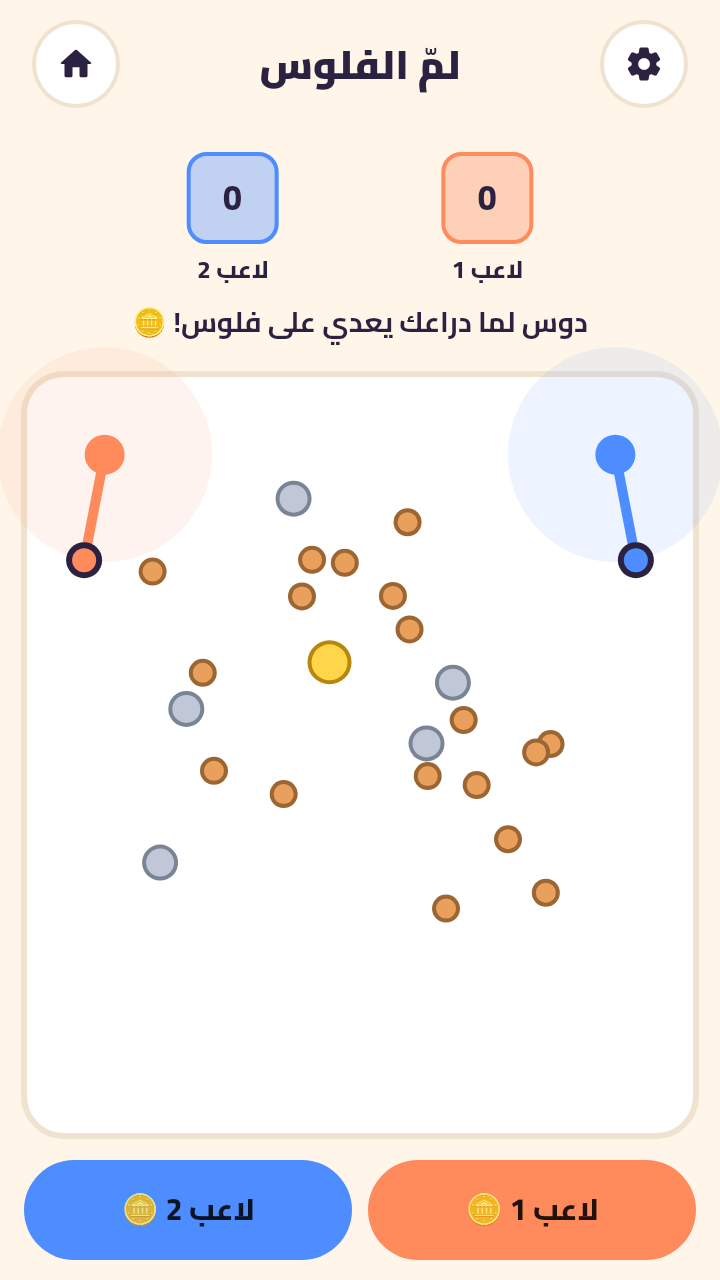 لمّ الفلوس
0
0
لاعب 1
لاعب 2
دوس لما دراعك يعدي على فلوس! 🪙
لاعب 1 🪙
لاعب 2 🪙